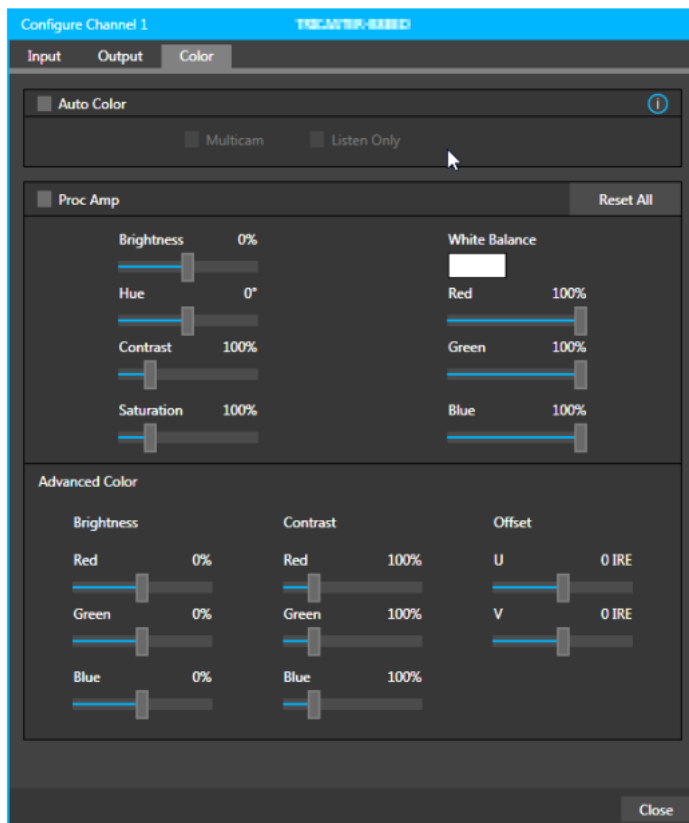 Configure Channel 1
Input Output Color
Auto Color
Multicam Listen Only
Proc Amp Reset All
Brightness 0% White Balance
Hue 0° Red 100%
Contrast 100% Green 100%
Saturation 100% Blue 100%
Advanced Color
Brightness Contrast Offset
Red 0% Red 100% U 0 IRE
Green 0% Green 100% V 0 IRE
Blue 0% Blue 100%
Close